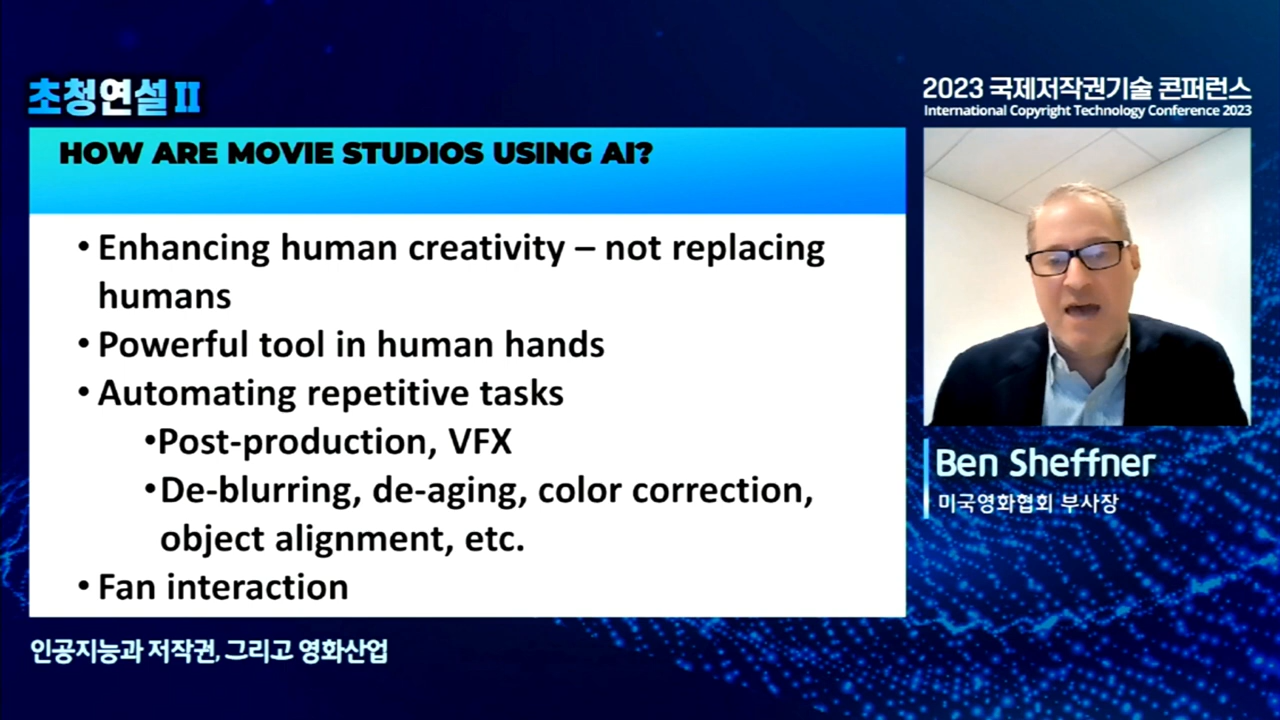 초청연설 II
2023 국제저작권기술 콘퍼런스
International Copyright Technology Conference 2023
HOW ARE MOVIE STUDIOS USING AI?
• Enhancing human creativity – not replacing
humans
• Powerful tool in human hands
• Automating repetitive tasks
•Post-production, VFX
•De-blurring, de-aging, color correction,
object alignment, etc.
• Fan interaction
Ben Sheffner
미국영화협회 부사장
인공지능과 저작권, 그리고 영화산업